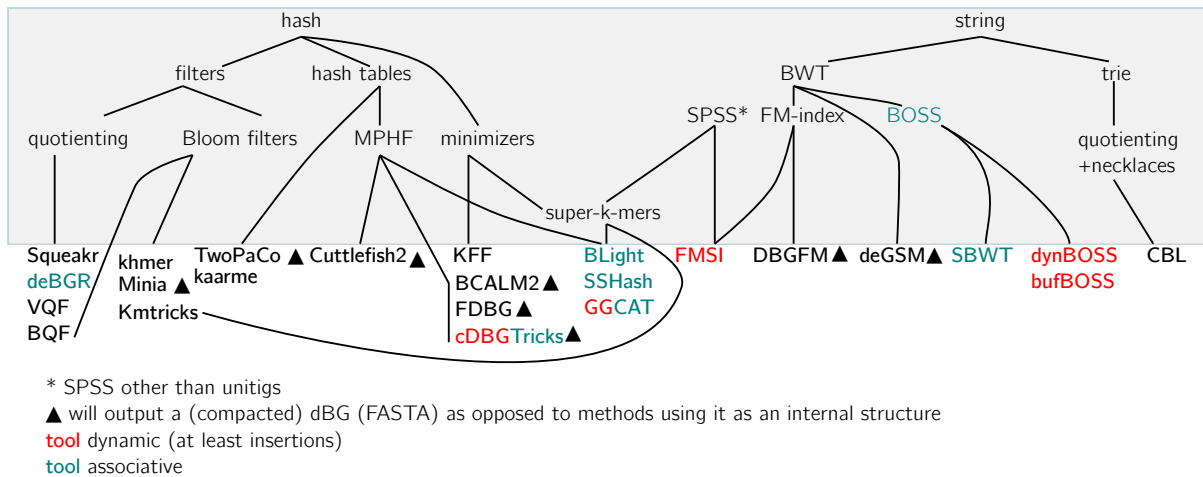 hash string
filters hash tables BWT trie
SPSS* FM-index BOSS
quotienting Bloom filters MPHF minimizers quotienting
+necklaces
super-k-mers
Squeakr khmer TwoPaCo ▲ Cuttlefish2 ▲ KFF BLight FMSI DBGFM ▲ deGSM ▲ SBWT dynBOSS CBL
deBGR Minia ▲ kaarme BCALM2 ▲ SSHash bufBOSS
VQF Kmtricks FDBG ▲ GGCAT
BQF cDBGTricks ▲
* SPSS other than unitigs
▲ will output a (compacted) dBG (FASTA) as opposed to methods using it as an internal structure
tool dynamic (at least insertions)
tool associative